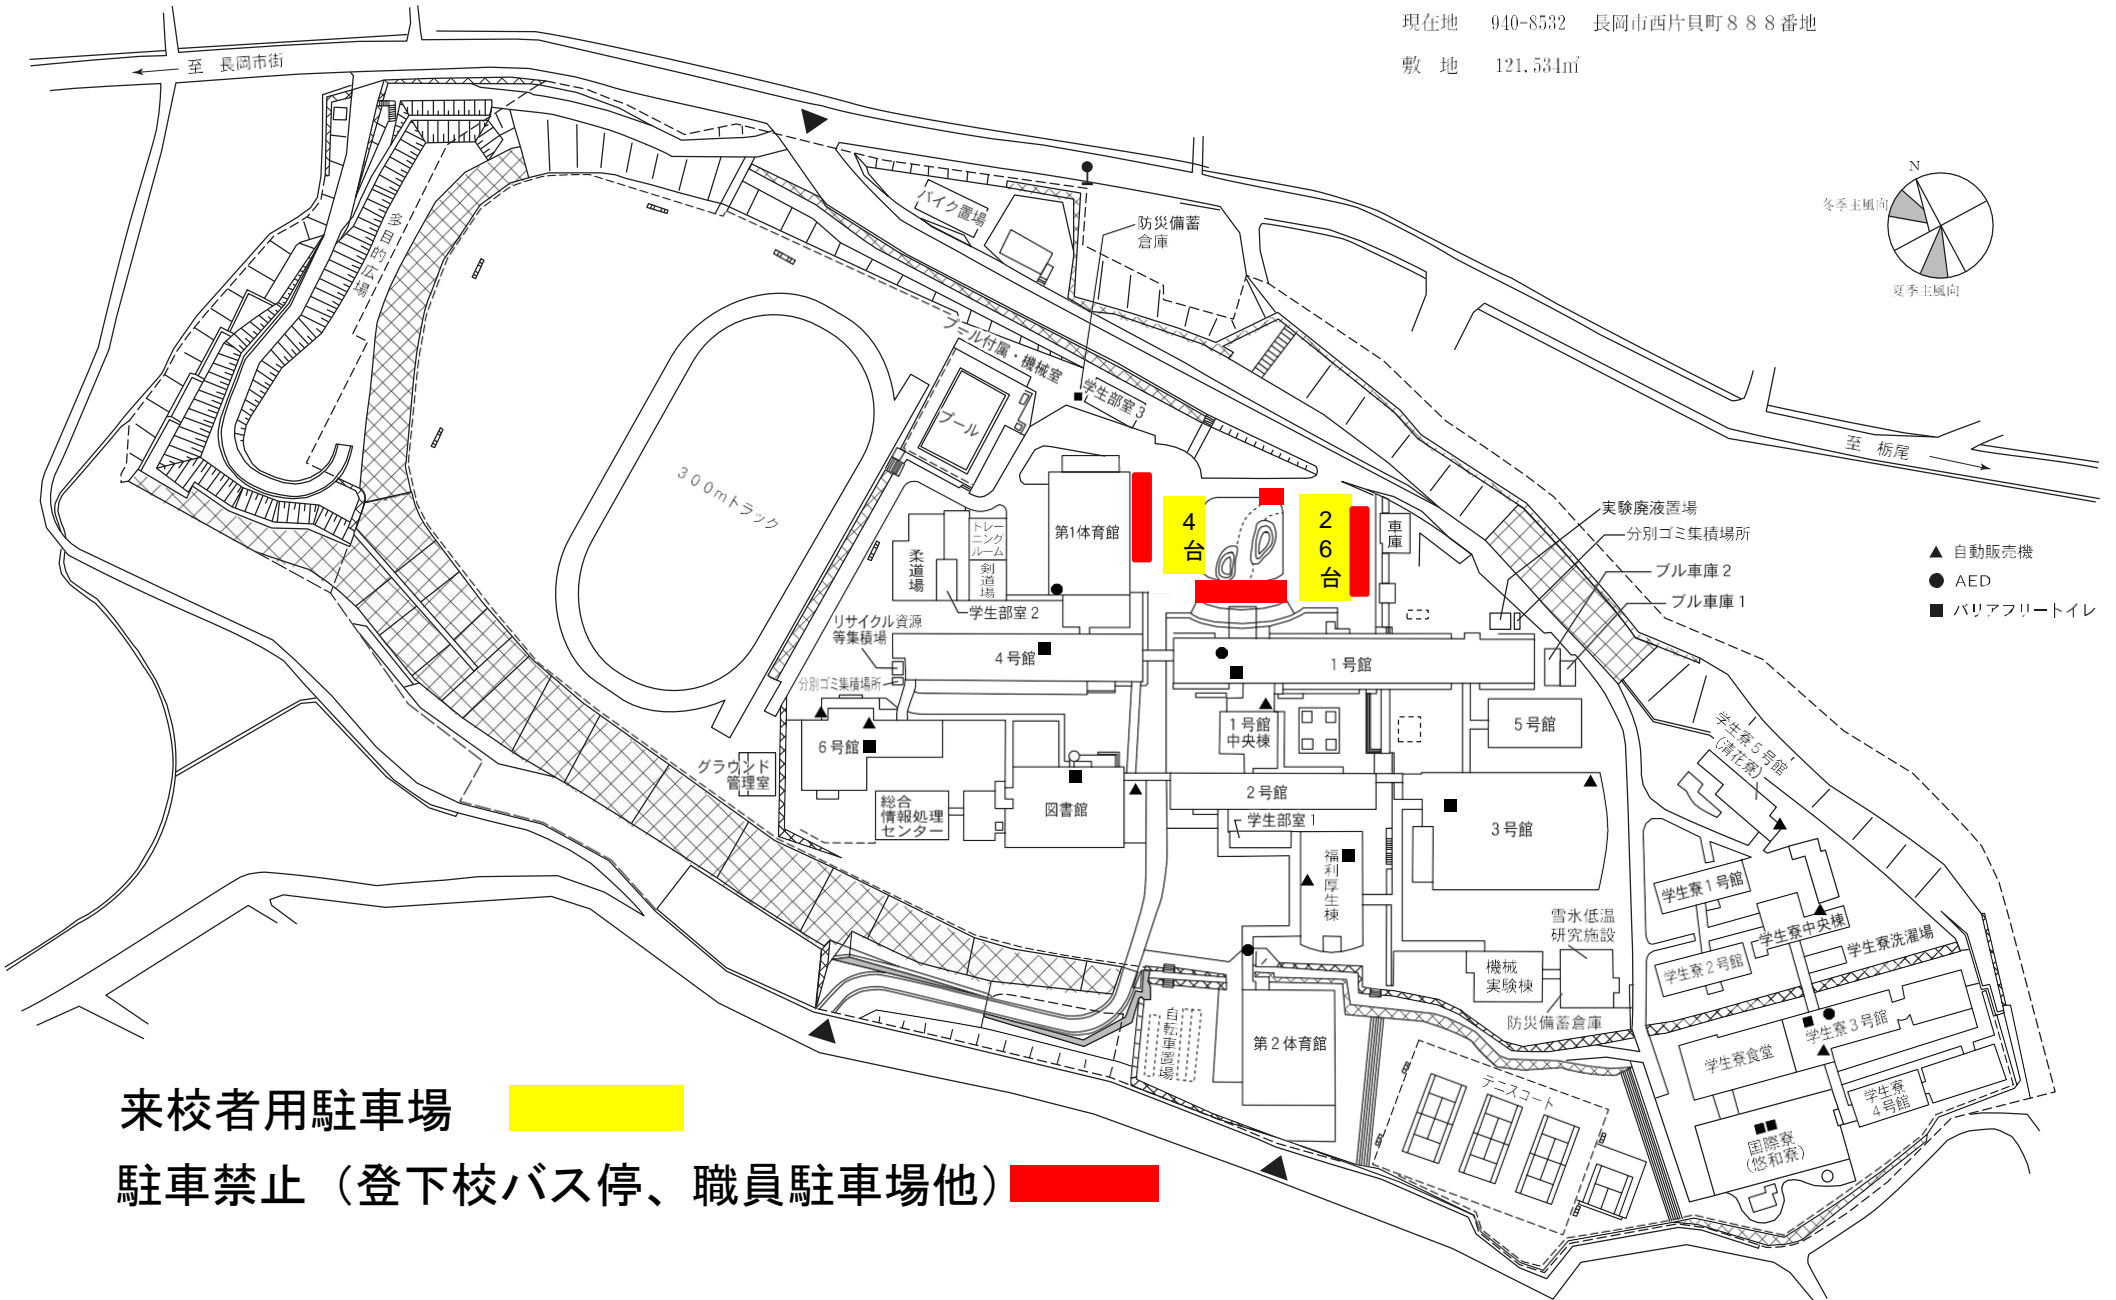 現在地　940-8532　長岡市西片貝町８８８番地
敷　地　121,534㎡
至　長岡市街
N
冬季主風向
夏季主風向
バイク置場
防災備蓄
倉庫
多目的広場
プール付属・機械室
学生部室３
プール
至　栃尾
３００ｍトラック
実験廃液置場
分別ゴミ集積場所
ブル車庫２
ブル車庫１
▲ 自動販売機
● AED
■ バリアフリートイレ
第1体育館
4台
26台
車庫
トレー
ニング
ルーム
柔道場
剣道場
学生部室２
リサイクル資源
等集積場
４号館
１号館
分別ゴミ集積場所
６号館
１号館
中央棟
５号館
学生寮５号館
(清花寮)
グラウンド
管理室
総合
情報処理
センター
図書館
２号館
学生部室１
３号館
福利厚生棟
学生寮１号館
雪氷低温
研究施設
学生寮中央棟
学生寮洗濯場
学生寮２号館
機械
実験棟
防災備蓄倉庫
自転車置場
第２体育館
学生寮３号館
学生寮食堂
テニスコート
学生寮
４号館
国際寮
(悠和寮)
来校者用駐車場
駐車禁止（登下校バス停、職員駐車場他）